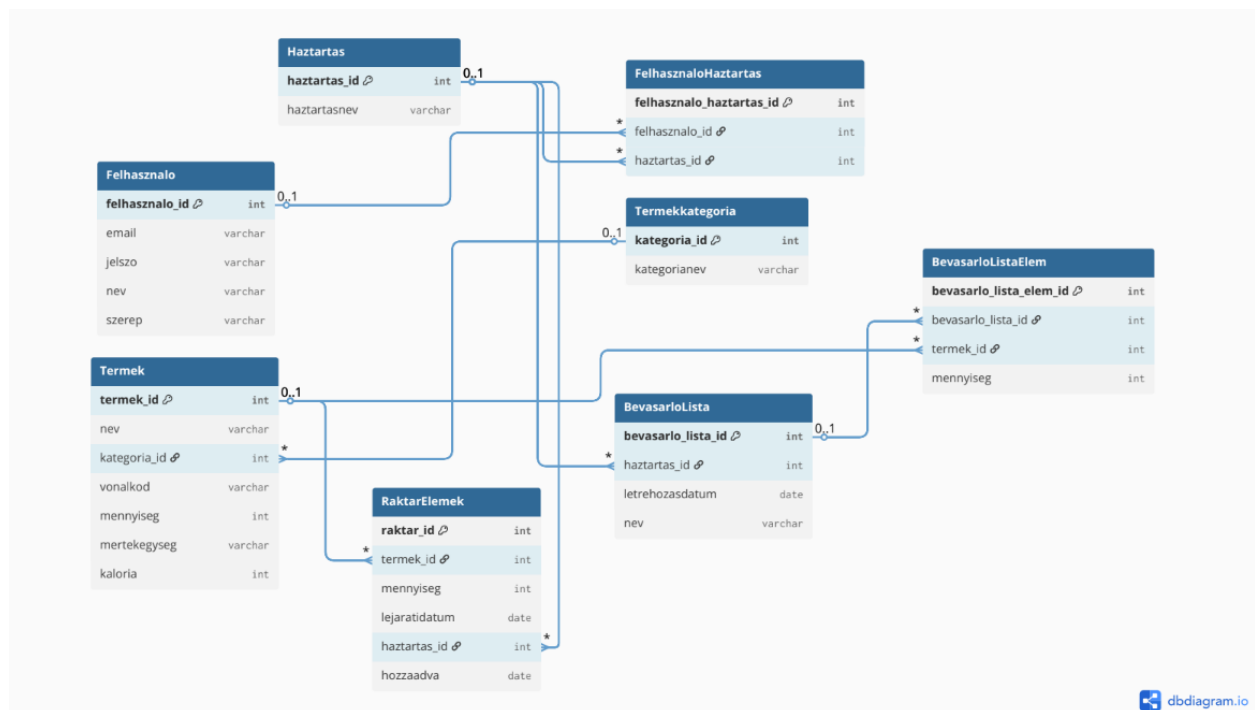 Haztartas
haztartas_id int
haztartasnev varchar
0..1
FelhasznaloHaztartas
felhasznalo_haztartas_id int
* felhasznalo_id int
* haztartas_id int
Felhasznalo
felhasznalo_id int
email varchar
jelszo varchar
nev varchar
szerep varchar
0..1
Termekkategoria
0..1 kategoria_id int
kategorianev varchar
BevasarloListaElem
bevasarlo_lista_elem_id int
* bevasarlo_lista_id int
* termek_id int
mennyiseg int
Termek
termek_id int
nev varchar
kategoria_id int
vonalkod varchar
mennyiseg int
mertekegyseg varchar
kaloria int
0..1
*
BevasarloLista
bevasarlo_lista_id int
* haztartas_id int
letrehozasdatum date
nev varchar
0..1
RaktarElemek
raktar_id int
* termek_id int
mennyiseg int
lejaratidatum date
haztartas_id int *
hozzaadva date
dbdiagram.io